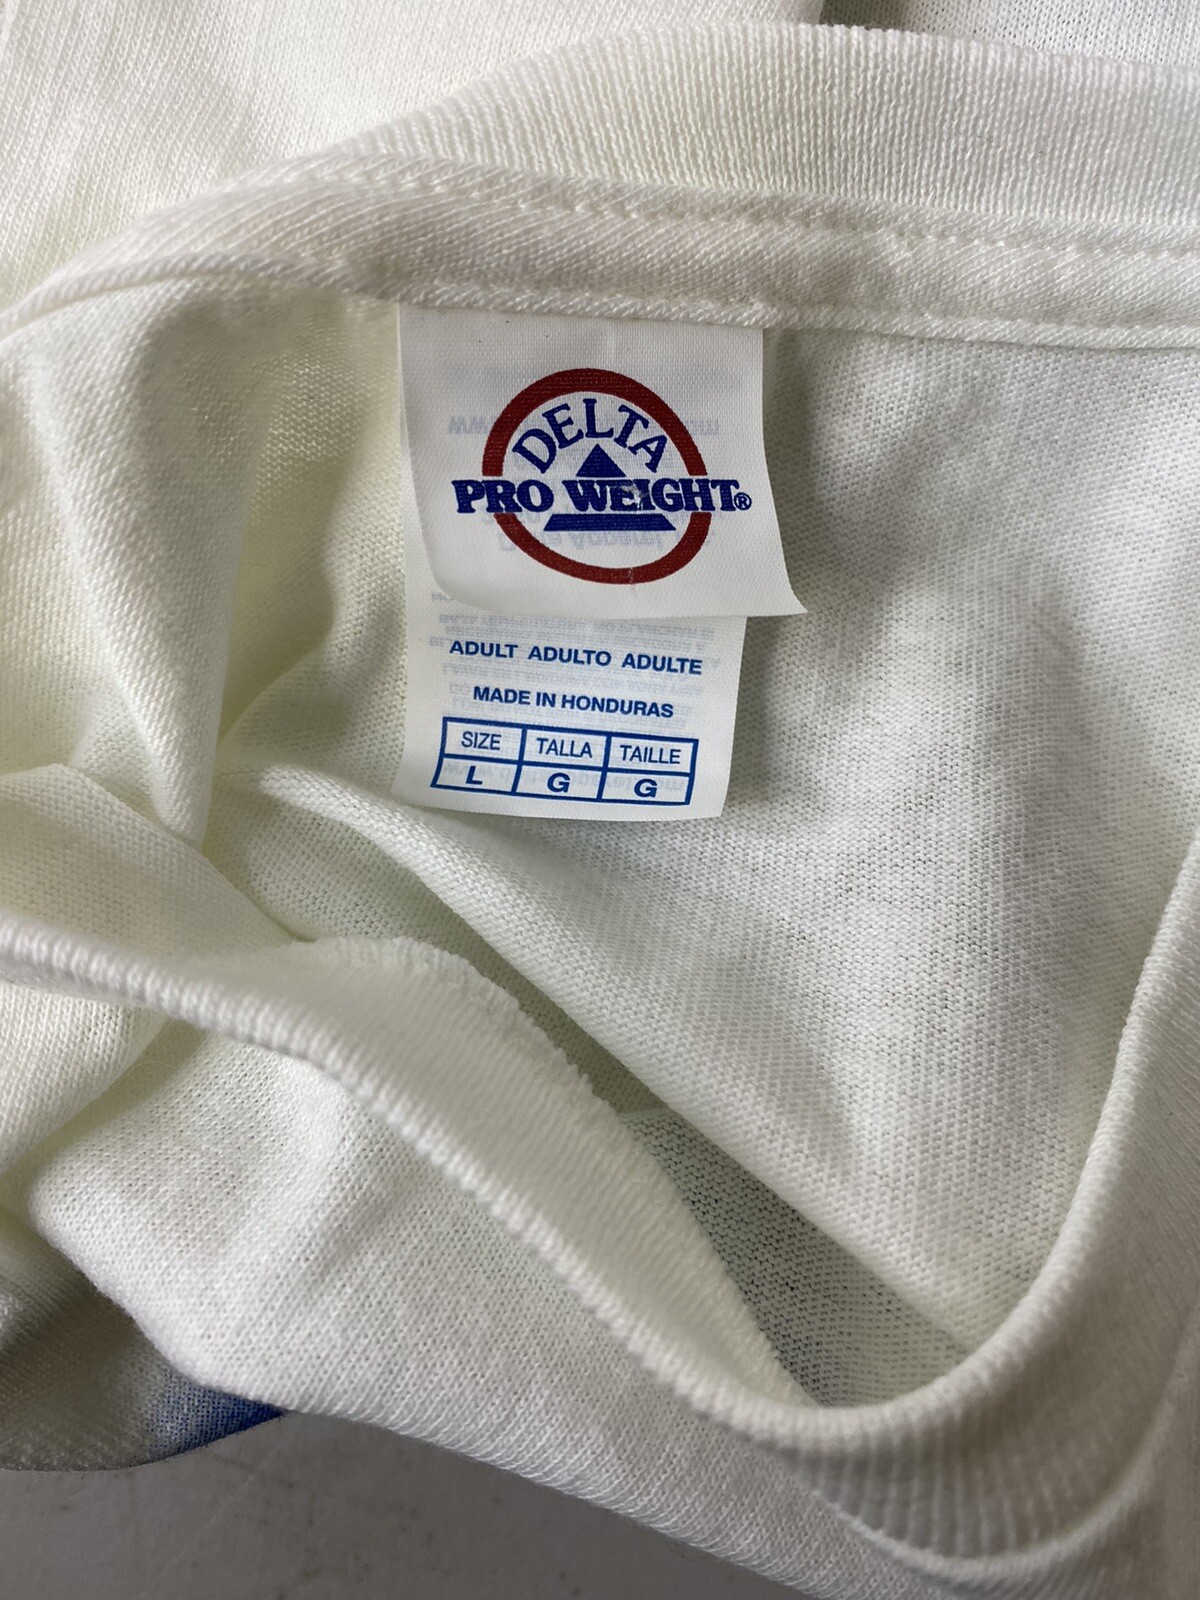 DELTA
PRO WEIGHT®
ADULT ADULTO ADULTE
MADE IN HONDURAS
SIZE TALLA TAILLE
L G G